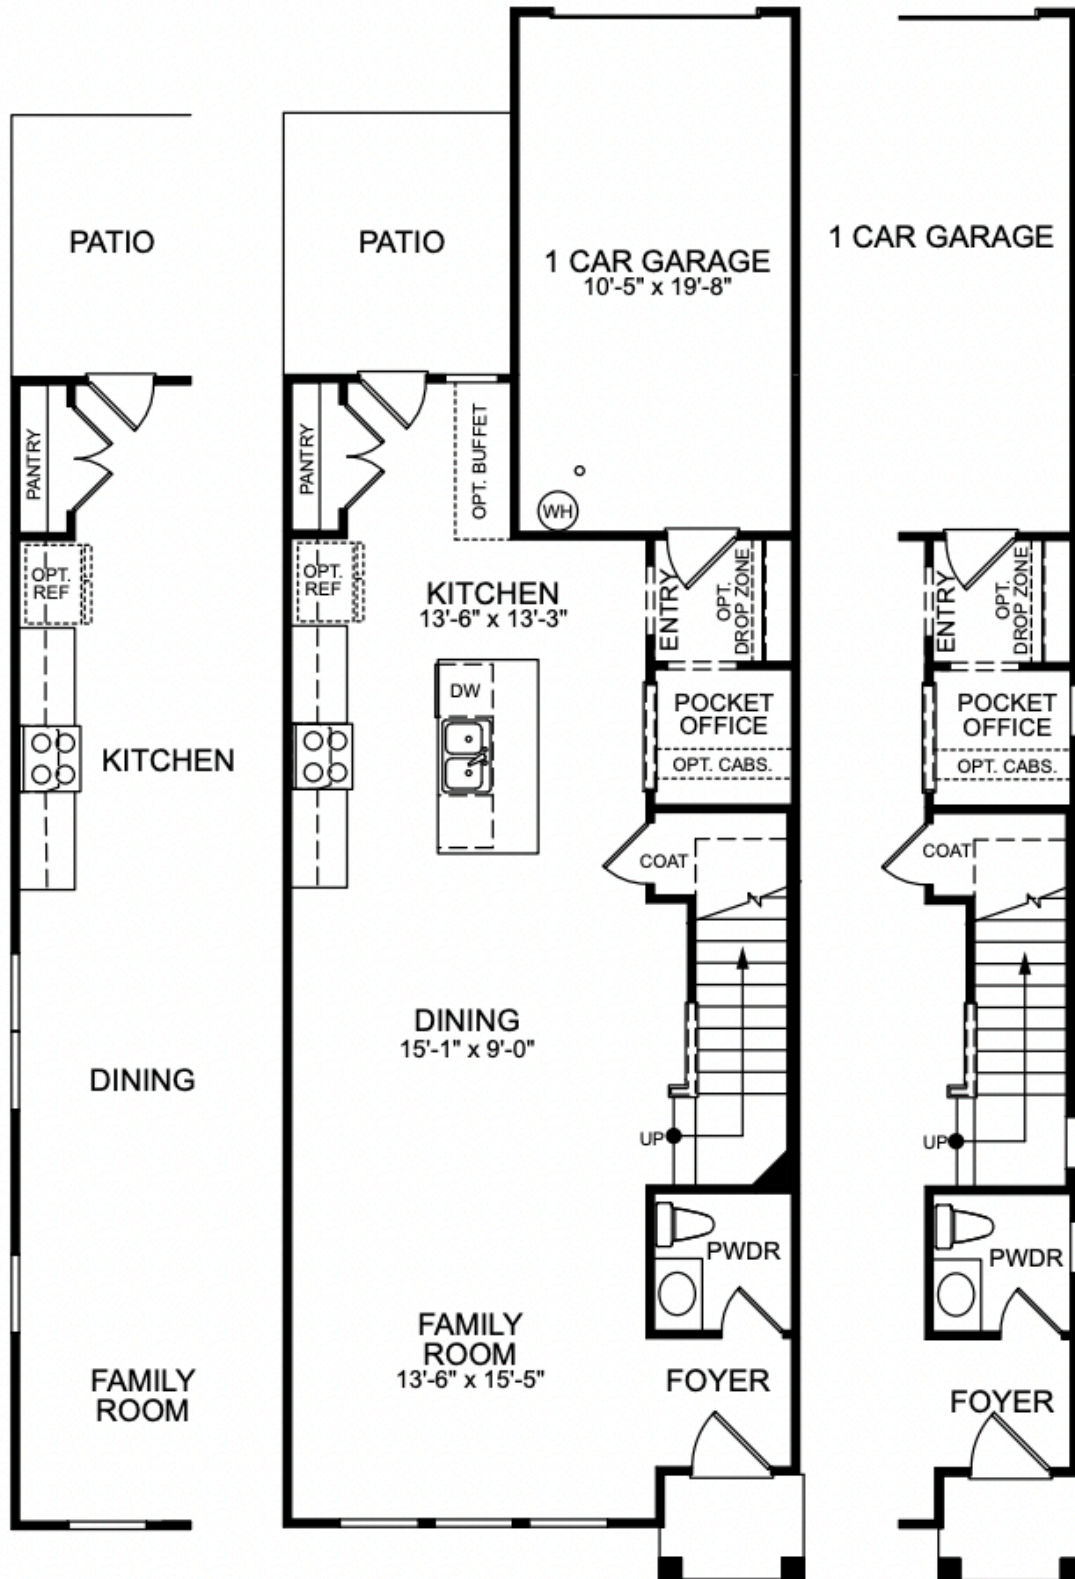 PATIO
PANTRY
OPT.
REF
KITCHEN
DINING
FAMILY
ROOM
PATIO
1 CAR GARAGE
10'-5" x 19'-8"
PANTRY
OPT. BUFFET
WH
OPT.
REF
KITCHEN
13'-6" x 13'-3"
ENTRY
OPT.
DROP ZONE
DW
POCKET
OFFICE
OPT. CABS.
COAT
DINING
15'-1" x 9'-0"
UP
PWDR
FAMILY
ROOM
13'-6" x 15'-5"
FOYER
1 CAR GARAGE
ENTRY
OPT.
DROP ZONE
POCKET
OFFICE
OPT. CABS.
COAT
UP
PWDR
FOYER